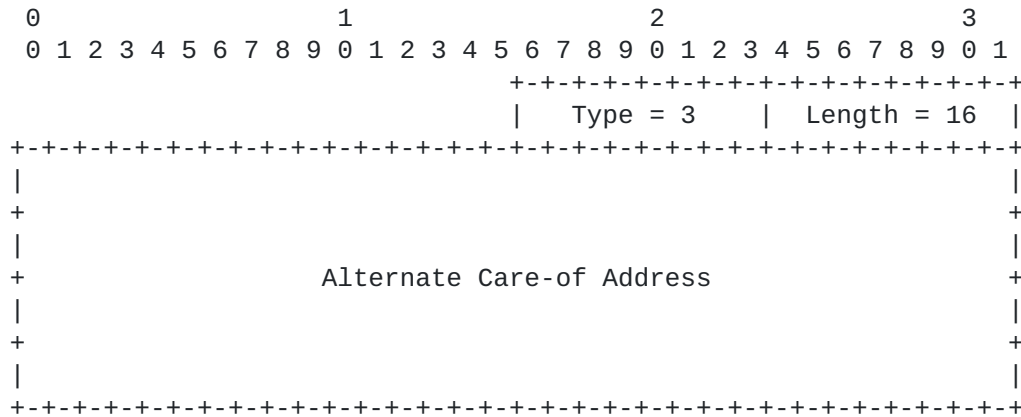 0                   1                   2                   3
 0 1 2 3 4 5 6 7 8 9 0 1 2 3 4 5 6 7 8 9 0 1 2 3 4 5 6 7 8 9 0 1
                                +-+-+-+-+-+-+-+-+-+-+-+-+-+-+-+-+
                                |   Type = 3    |  Length = 16  |
+-+-+-+-+-+-+-+-+-+-+-+-+-+-+-+-+-+-+-+-+-+-+-+-+-+-+-+-+-+-+-+-+
|                                                               |
+                                                               +
|                                                               |
+                   Alternate Care-of Address                   +
|                                                               |
+                                                               +
|                                                               |
+-+-+-+-+-+-+-+-+-+-+-+-+-+-+-+-+-+-+-+-+-+-+-+-+-+-+-+-+-+-+-+-+